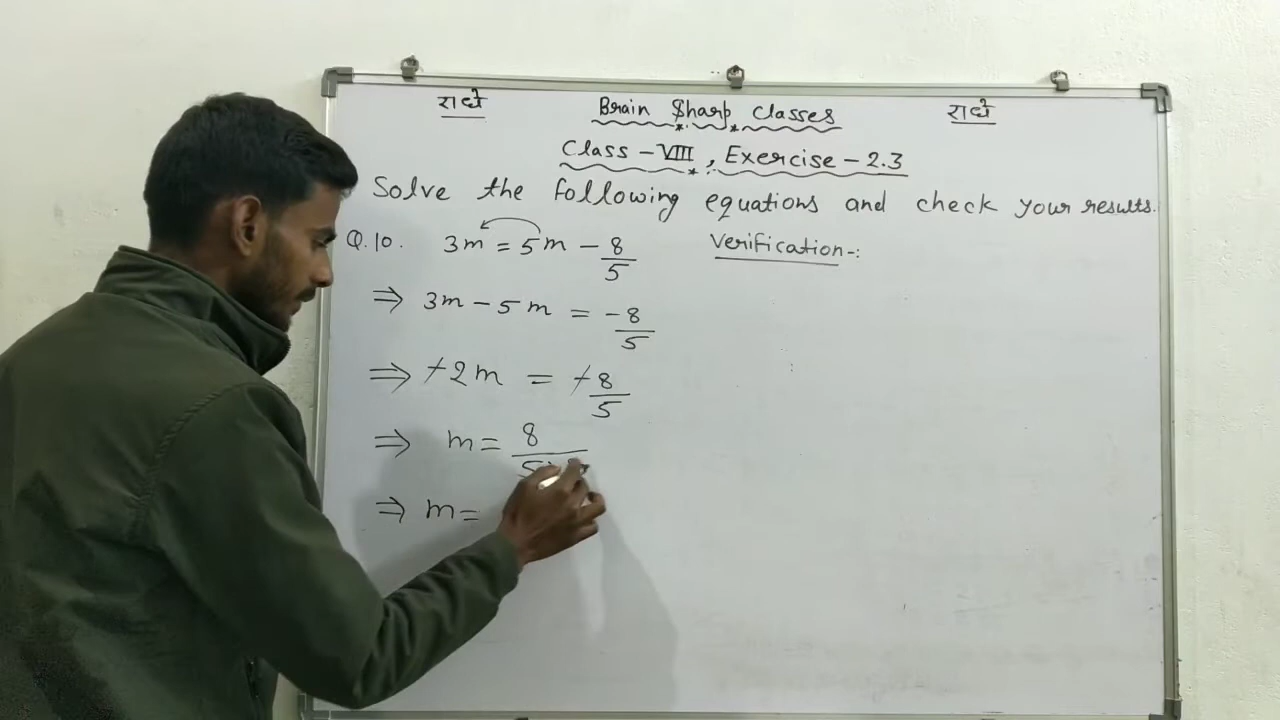 राधे Brain Sharp Classes राधे
Class - VIII, Exercise - 2.3
Solve the following equations and check your results.
Q.10. 3m = 5m - 8/5 Verification-:
⇒ 3m - 5m = -8/5
⇒ -2m = -8/5
⇒ m = 8/5
⇒ m =